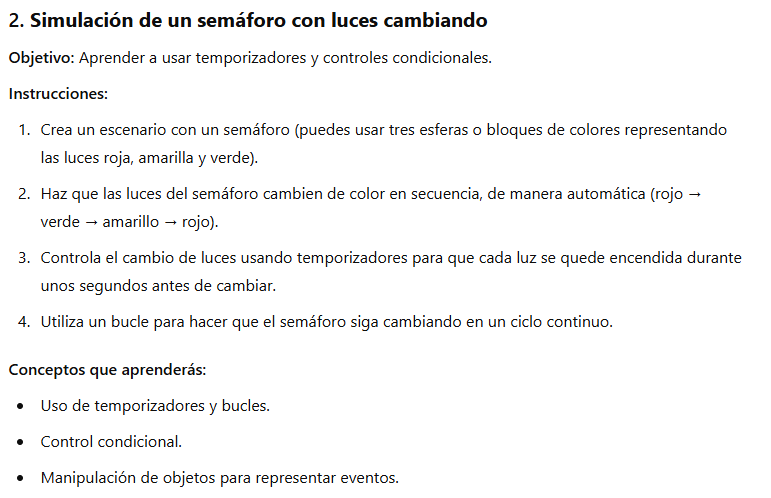 2. Simulación de un semáforo con luces cambiando
Objetivo: Aprender a usar temporizadores y controles condicionales.
Instrucciones:
1. Crea un escenario con un semáforo (puedes usar tres esferas o bloques de colores representando
las luces roja, amarilla y verde).
2. Haz que las luces del semáforo cambien de color en secuencia, de manera automática (rojo →
verde → amarillo → rojo).
3. Controla el cambio de luces usando temporizadores para que cada luz se quede encendida durante
unos segundos antes de cambiar.
4. Utiliza un bucle para hacer que el semáforo siga cambiando en un ciclo continuo.
Conceptos que aprenderás:
• Uso de temporizadores y bucles.
• Control condicional.
• Manipulación de objetos para representar eventos.